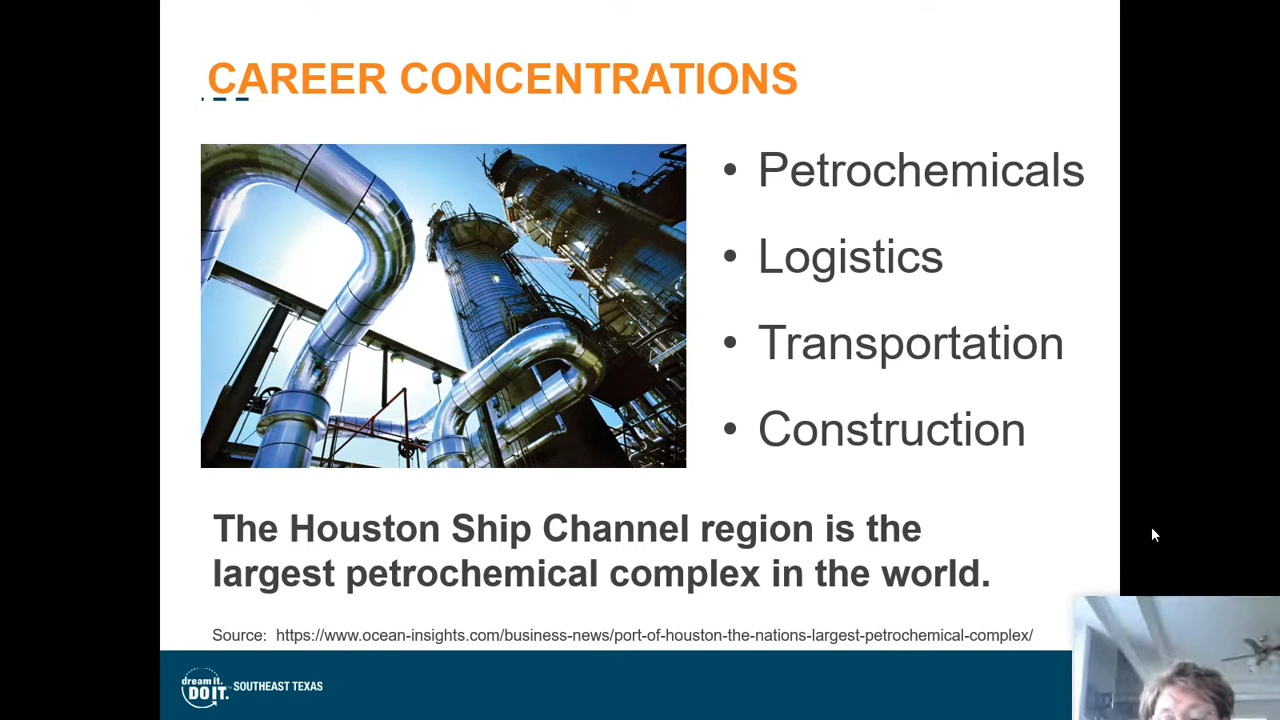 CAREER CONCENTRATIONS
• Petrochemicals
• Logistics
• Transportation
• Construction
The Houston Ship Channel region is the
largest petrochemical complex in the world.
Source: https://www.ocean-insights.com/business-news/port-of-houston-the-nations-largest-petrochemical-complex/
dream it.
DO IT.
SOUTHEAST TEXAS